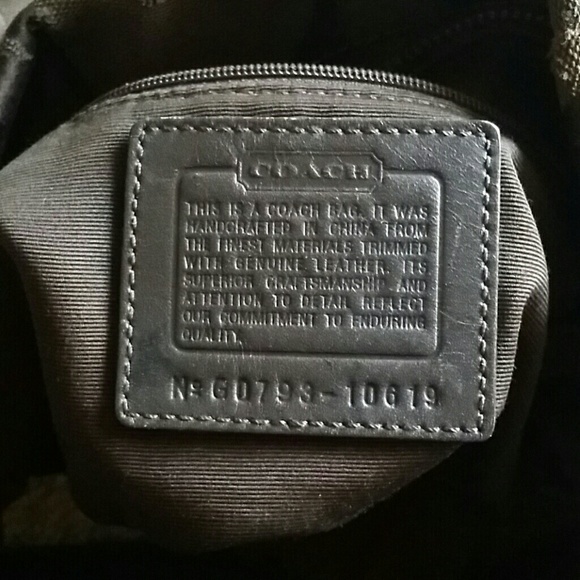 COACH
THIS IS A COACH BAG. IT WAS
HANDCRAFTED IN CHINA FROM
THE FINEST MATERIALS TRIMMED
WITH GENUINE LEATHER. ITS
SUPERIOR CRAFTSMANSHIP AND
ATTENTION TO DETAIL REFLECT
OUR COMMITMENT TO ENDURING
QUALITY.
Nº G0793-10619